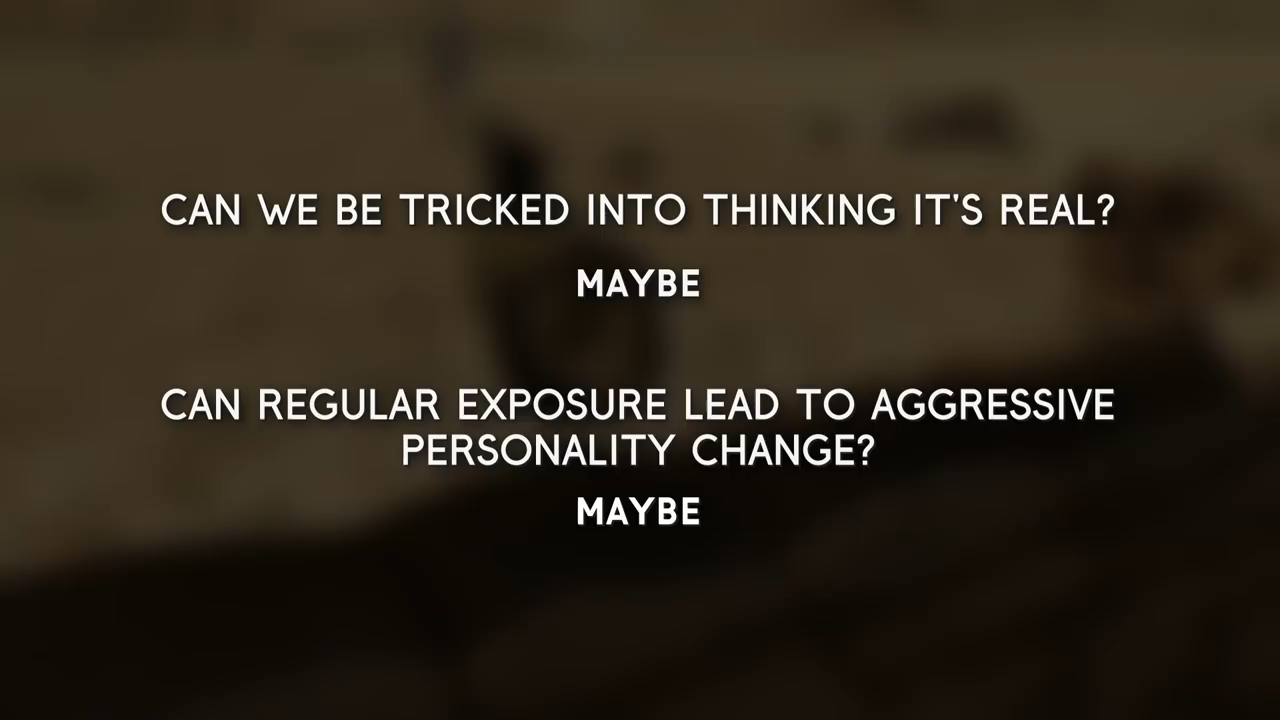 CAN WE BE TRICKED INTO THINKING IT'S REAL?
MAYBE
CAN REGULAR EXPOSURE LEAD TO AGGRESSIVE
PERSONALITY CHANGE?
MAYBE